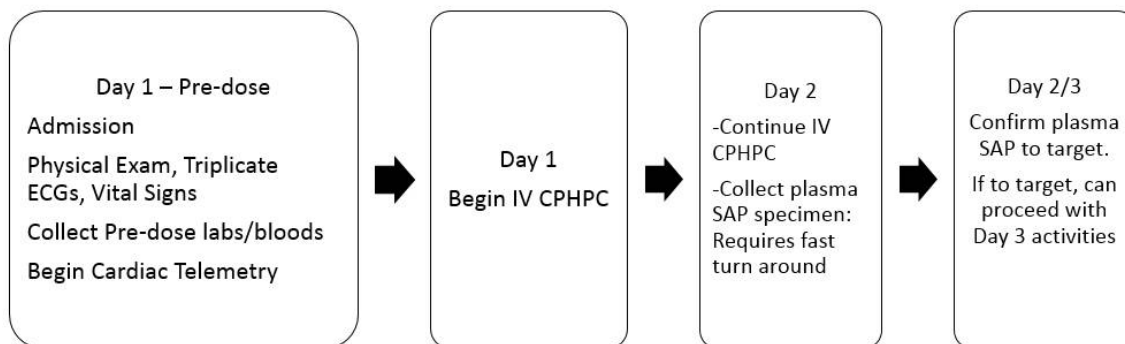 Day 1 – Pre-dose
Admission
Physical Exam, Triplicate
ECGs, Vital Signs
Collect Pre-dose labs/bloods
Begin Cardiac Telemetry
Day 1
Begin IV CPHPC
Day 2
-Continue IV
CPHPC
-Collect plasma
SAP specimen:
Requires fast
turn around
Day 2/3
Confirm plasma
SAP to target.
If to target, can
proceed with
Day 3 activities